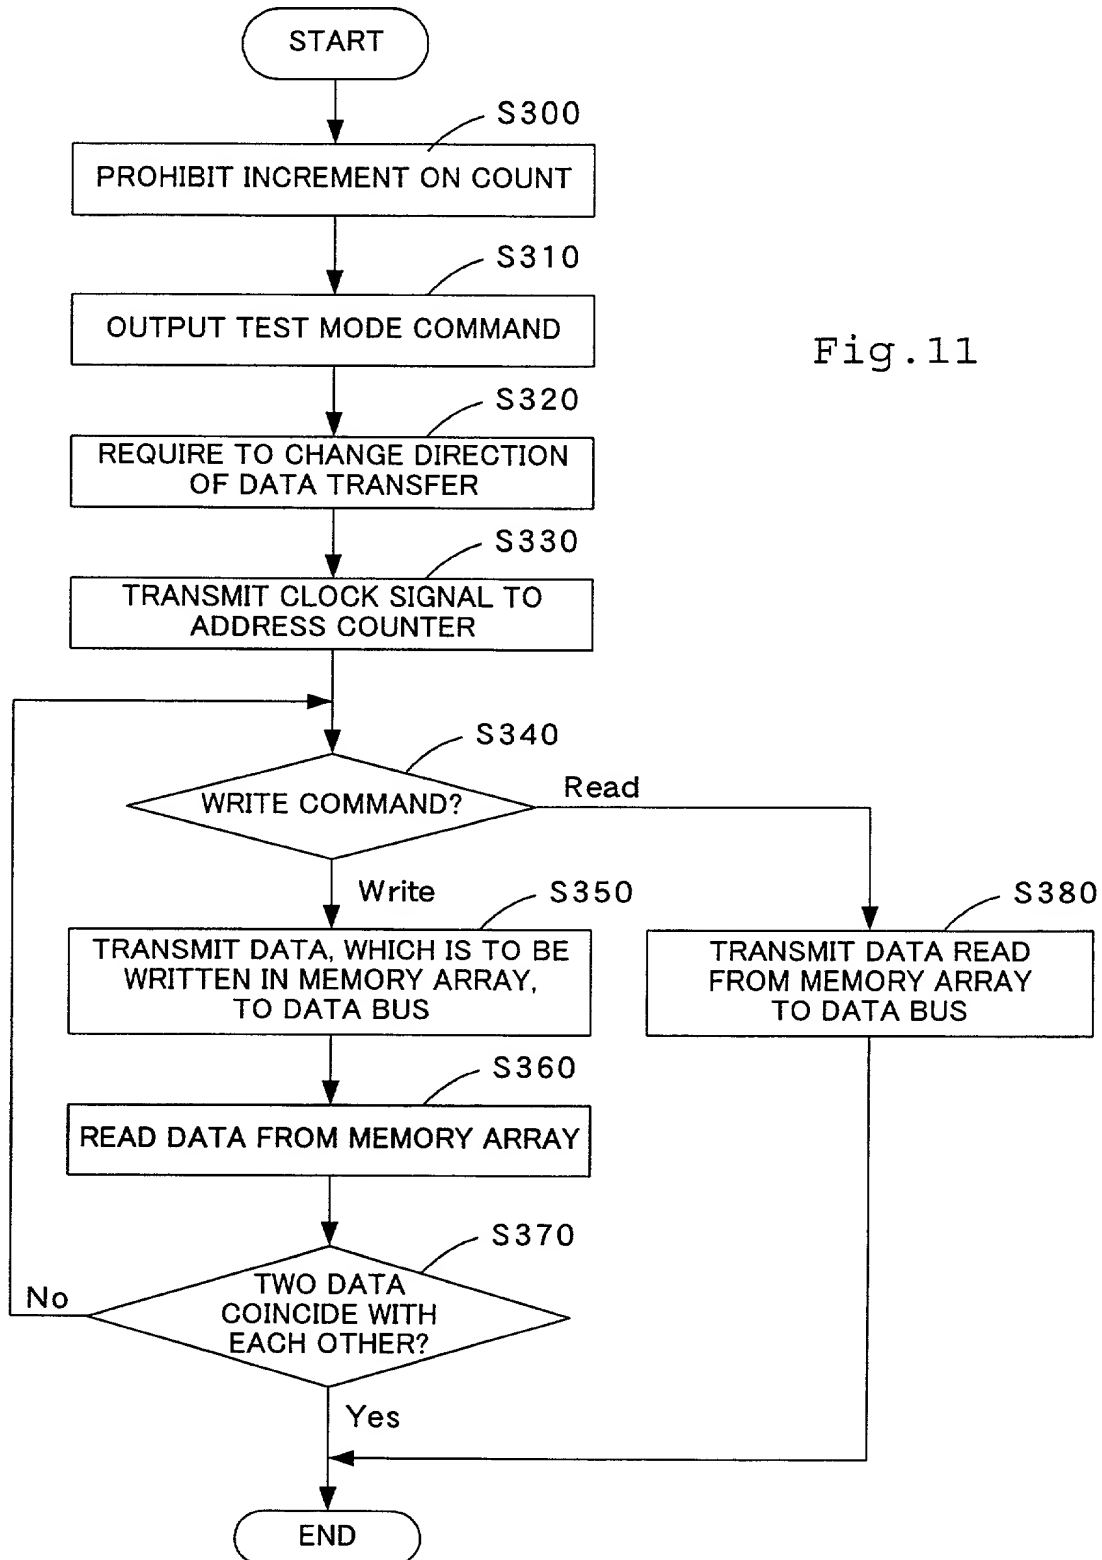 START
S300
PROHIBIT INCREMENT ON COUNT
S310
OUTPUT TEST MODE COMMAND
Fig.11
S320
REQUIRE TO CHANGE DIRECTION
OF DATA TRANSFER
S330
TRANSMIT CLOCK SIGNAL TO
ADDRESS COUNTER
S340
WRITE COMMAND?
Read
Write
S350
TRANSMIT DATA, WHICH IS TO BE
WRITTEN IN MEMORY ARRAY,
TO DATA BUS
S380
TRANSMIT DATA READ
FROM MEMORY ARRAY
TO DATA BUS
S360
READ DATA FROM MEMORY ARRAY
S370
TWO DATA
COINCIDE WITH
EACH OTHER?
No
Yes
END